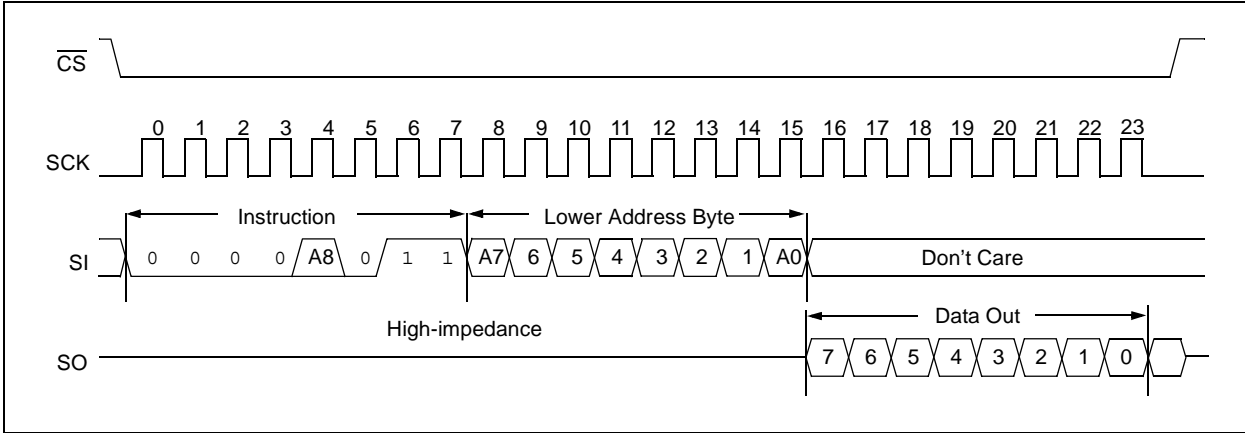 CS
0 1 2 3 4 5 6 7 8 9 10 11 12 13 14 15 16 17 18 19 20 21 22 23
SCK
Instruction Lower Address Byte
SI 0 0 0 0 A8 0 1 1 A7 6 5 4 3 2 1 A0 Don't Care
High-impedance Data Out
SO 7 6 5 4 3 2 1 0